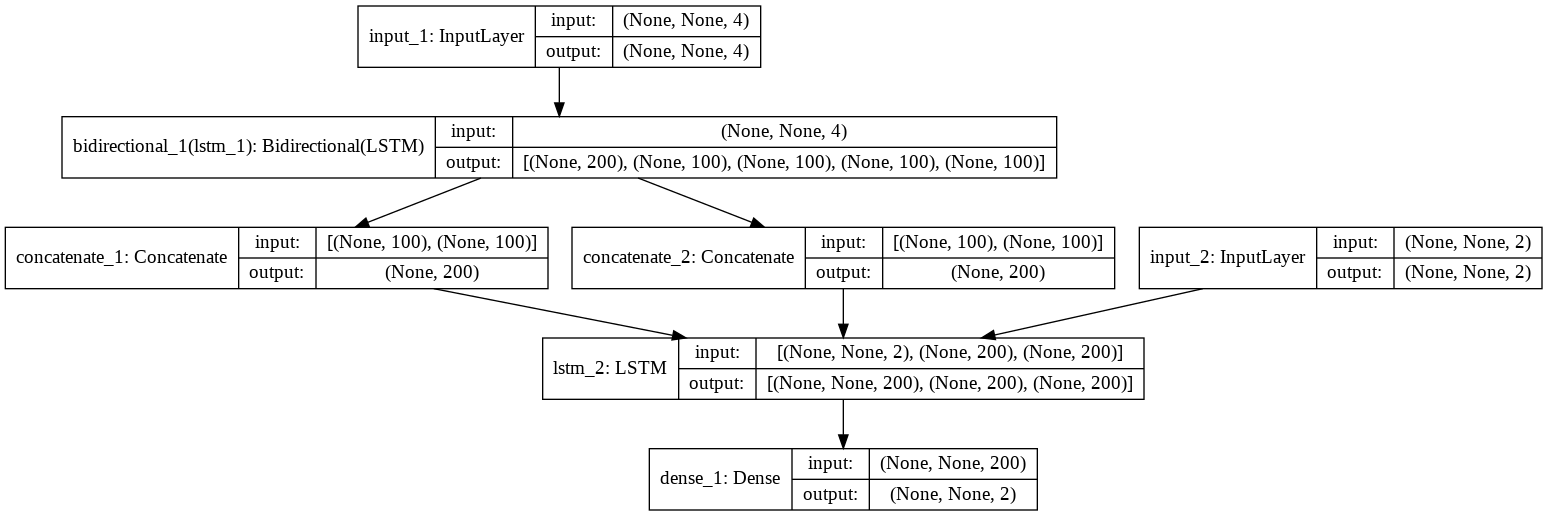 input_1: InputLayer
input: (None, None, 4)
output: (None, None, 4)
bidirectional_1(lstm_1): Bidirectional(LSTM)
input: (None, None, 4)
output: [(None, 200), (None, 100), (None, 100), (None, 100), (None, 100)]
concatenate_1: Concatenate
input: [(None, 100), (None, 100)]
output: (None, 200)
concatenate_2: Concatenate
input: [(None, 100), (None, 100)]
output: (None, 200)
input_2: InputLayer
input: (None, None, 2)
output: (None, None, 2)
lstm_2: LSTM
input: [(None, None, 2), (None, 200), (None, 200)]
output: [(None, None, 200), (None, 200), (None, 200)]
dense_1: Dense
input: (None, None, 200)
output: (None, None, 2)